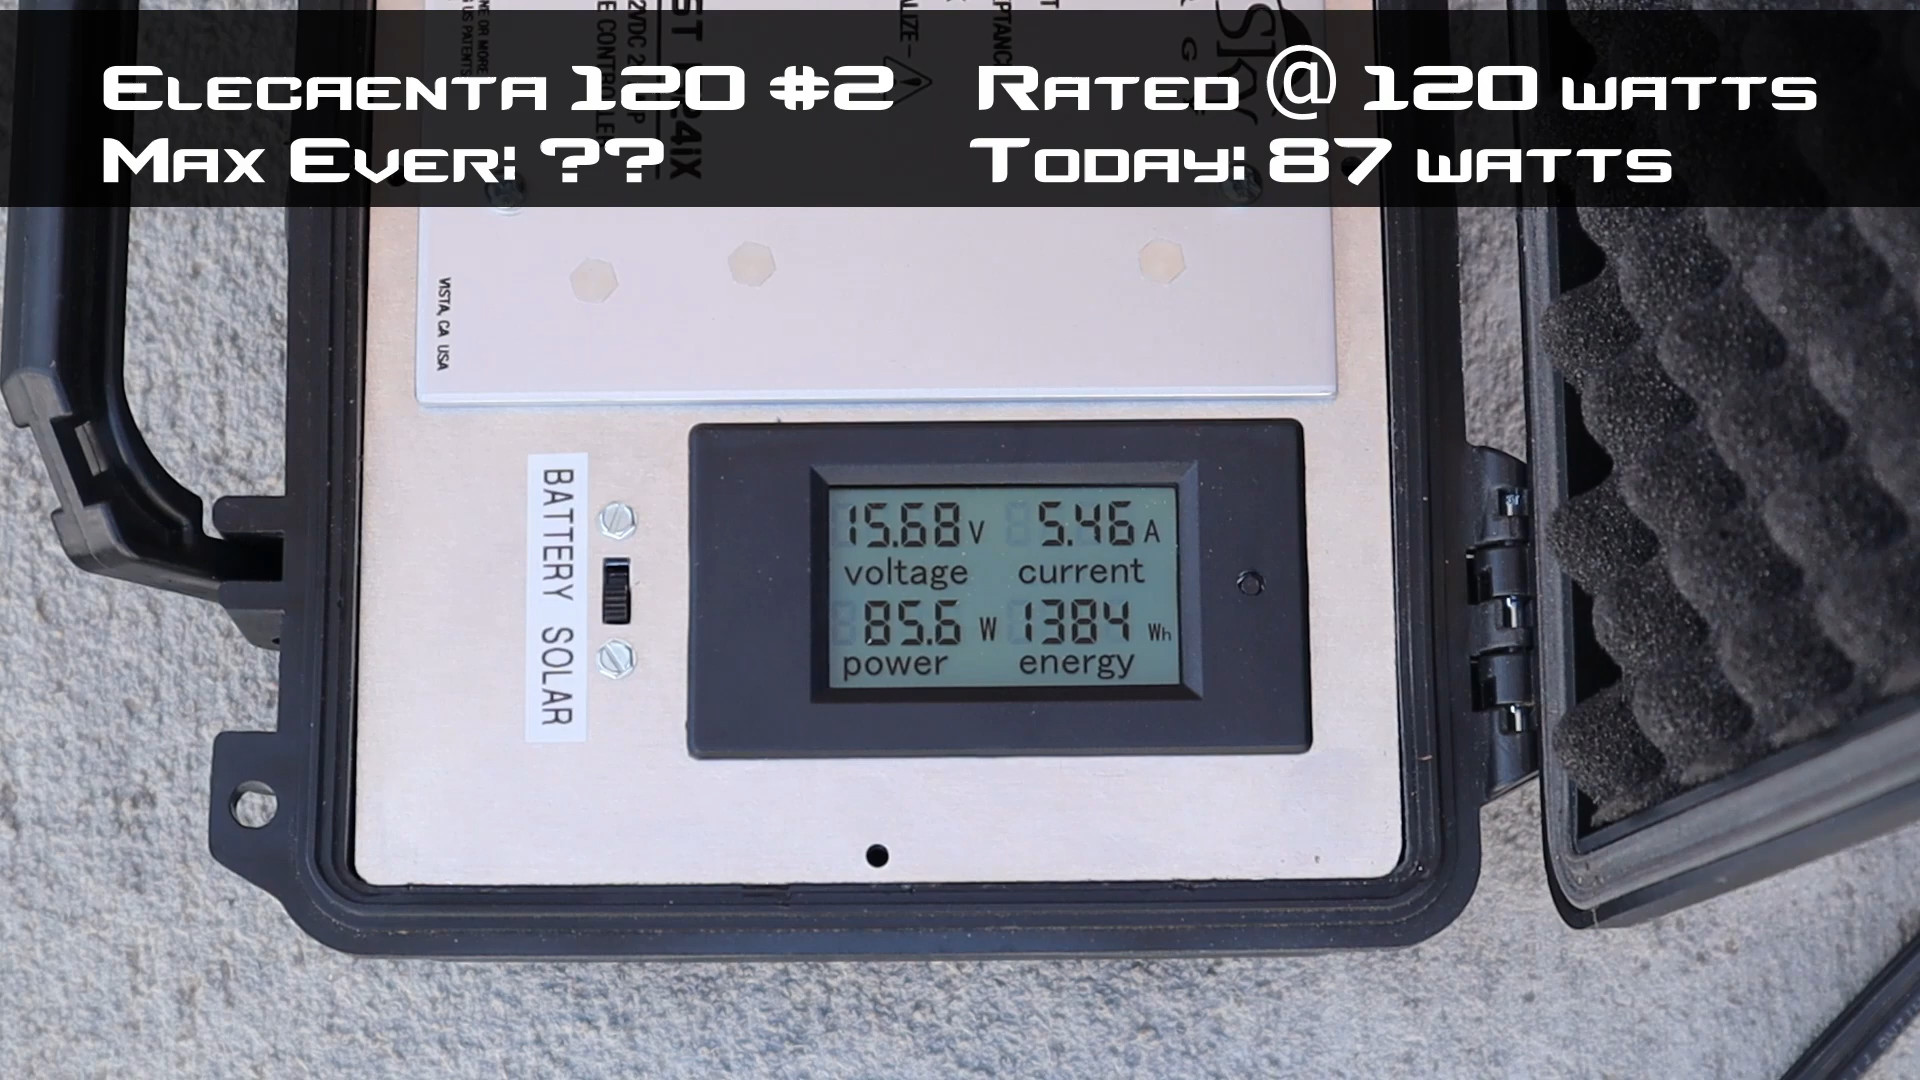 Elecaenta 120 #2
Rated @ 120 watts
Max Ever: ??
Today: 87 watts
VISTA, CA USA
BATTERY SOLAR
15.68 V 5.46 A
voltage current
85.6 W 1384 Wh
power energy